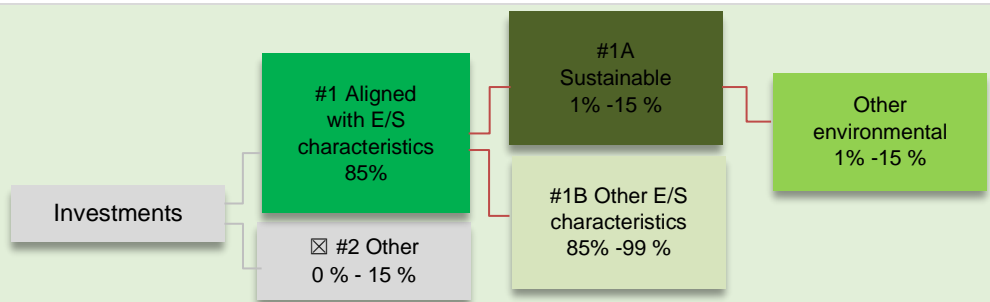 Investments
#1 Aligned
with E/S
characteristics
85%
☒ #2 Other
0 % - 15 %
#1A
Sustainable
1% -15 %
#1B Other E/S
characteristics
85% -99 %
Other
environmental
1% -15 %